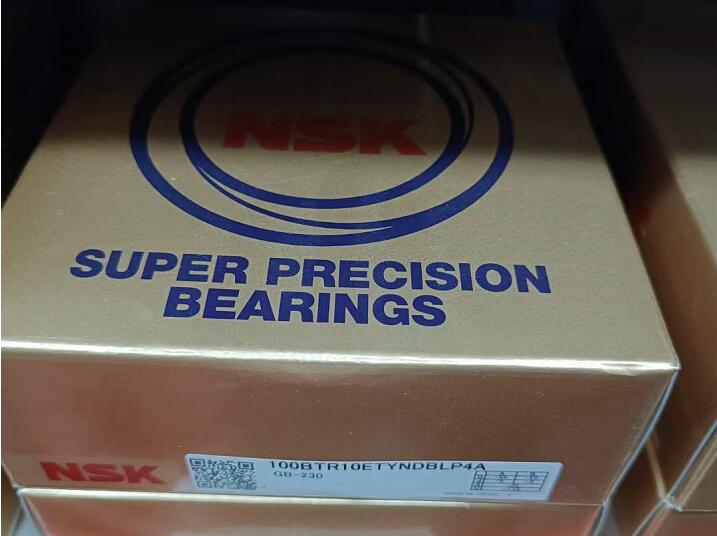 NSK
SUPER PRECISION
BEARINGS
NSK
100BTR10ETYNDBLP4A
GB-230